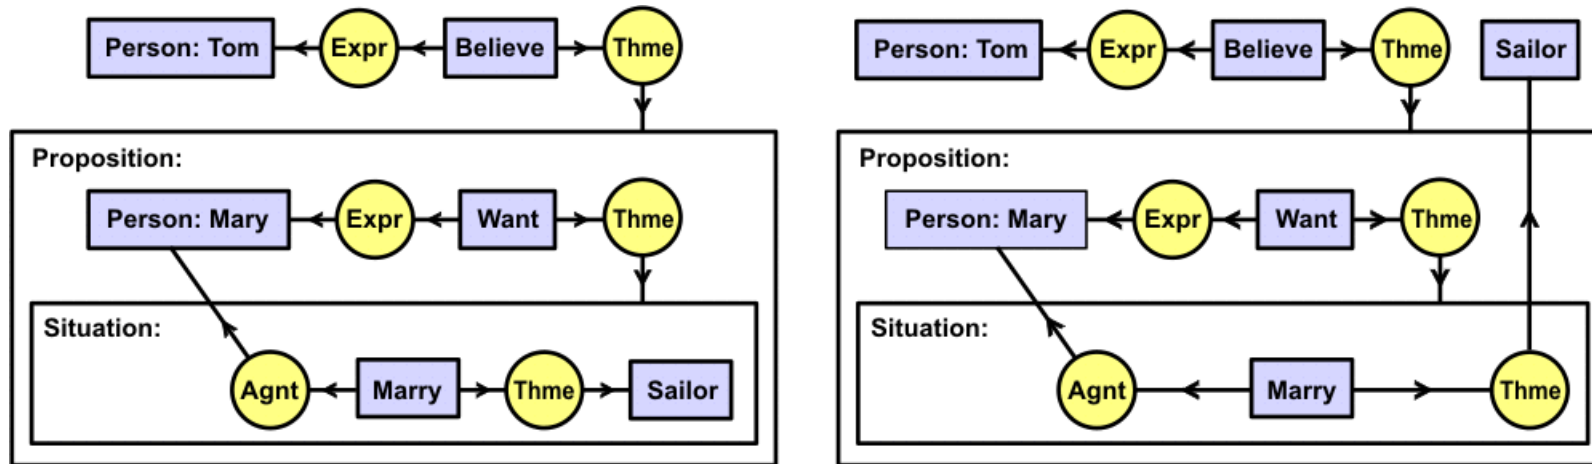 Person: Tom Expr Believe Thme
Proposition:
Person: Mary Expr Want Thme
Situation:
Agnt Marry Thme Sailor
Person: Tom Expr Believe Thme Sailor
Proposition:
Person: Mary Expr Want Thme
Situation:
Agnt Marry Thme